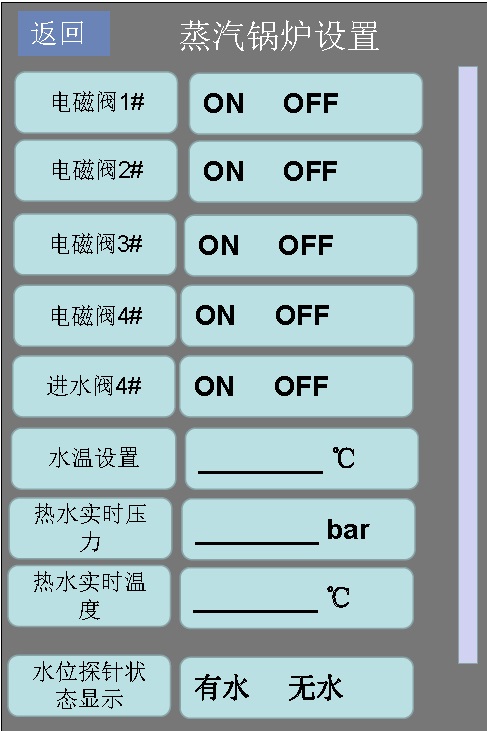 返回 蒸汽锅炉设置
电磁阀1# ON OFF
电磁阀2# ON OFF
电磁阀3# ON OFF
电磁阀4# ON OFF
进水阀4# ON OFF
水温设置 ________ ℃
热水实时压
力 ________ bar
热水实时温
度 ________ ℃
水位探针状
态显示 有水 无水